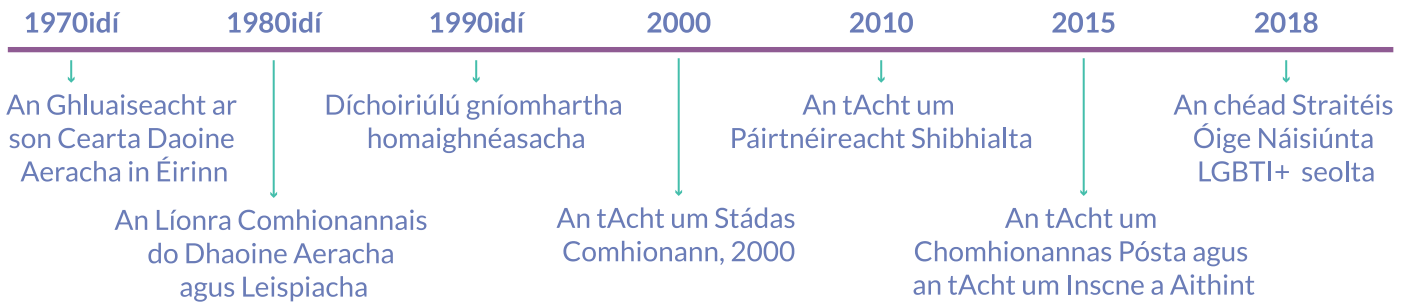 1970idí 1980idí 1990idí 2000 2010 2015 2018
An Ghluaiseacht ar
son Cearta Daoine
Aeracha in Éirinn
Díchoiriúlú gníomhartha
homaighnéasacha
An tAcht um
Páirtnéireacht Shibhialta
An chéad Straitéis
Óige Náisiúnta
LGBTI+ seolta
An Líonra Comhionannais
do Dhaoine Aeracha
agus Leispiacha
An tAcht um Stádas
Comhionann, 2000
An tAcht um
Chomhionannas Pósta agus
an tAcht um Inscne a Aithint